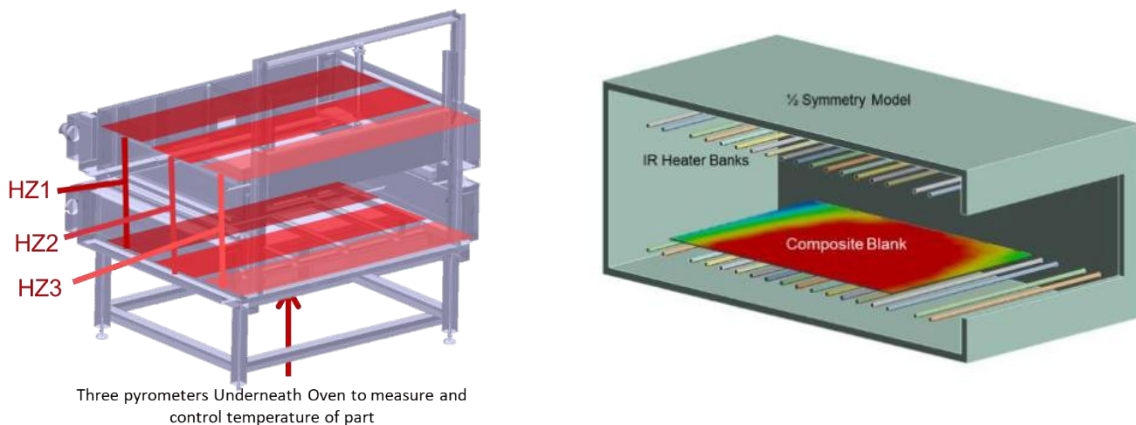 HZ1
HZ2
HZ3
Three pyrometers Underneath Oven to measure and
control temperature of part
½ Symmetry Model
IR Heater Banks
Composite Blank